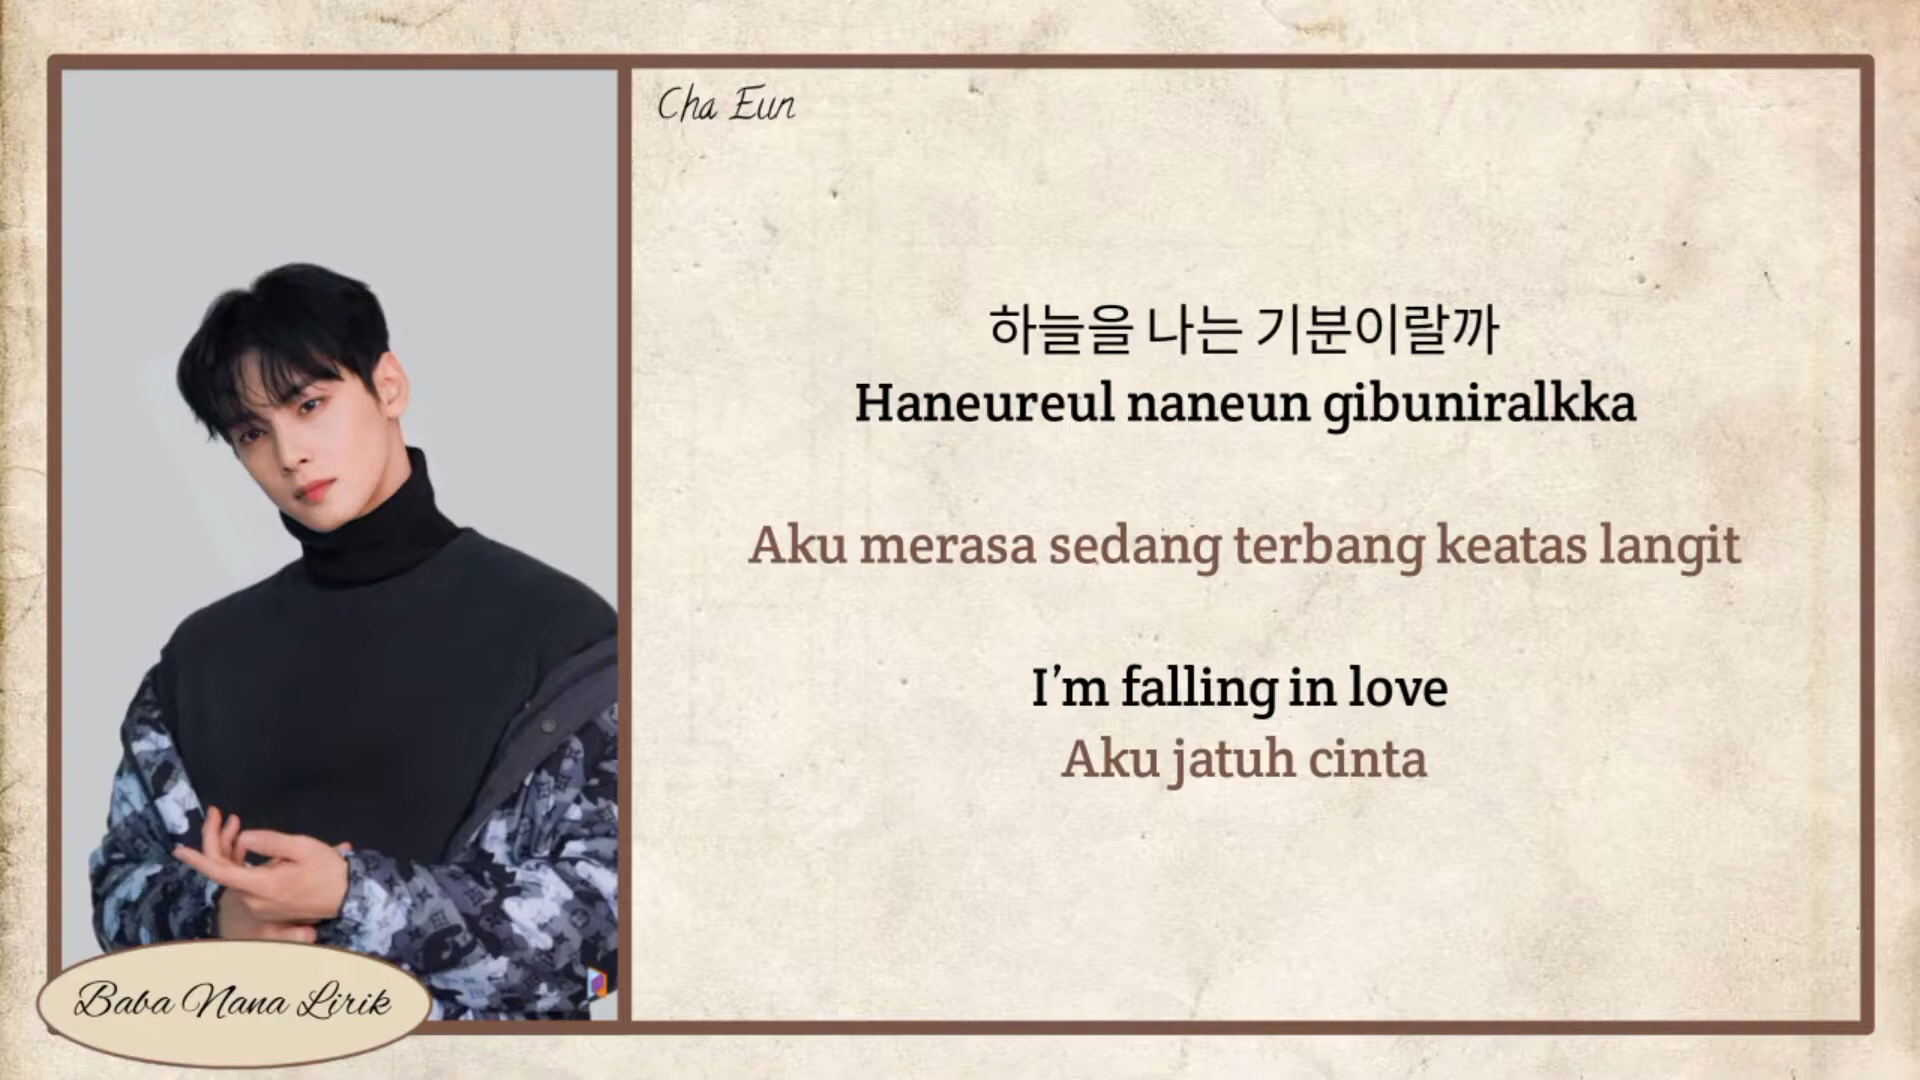 Cha Eun
하늘을 나는 기분이랄까
Haneureul naneun gibuniralkka
Aku merasa sedang terbang keatas langit
I'm falling in love
Aku jatuh cinta
Baba Nana Lirik